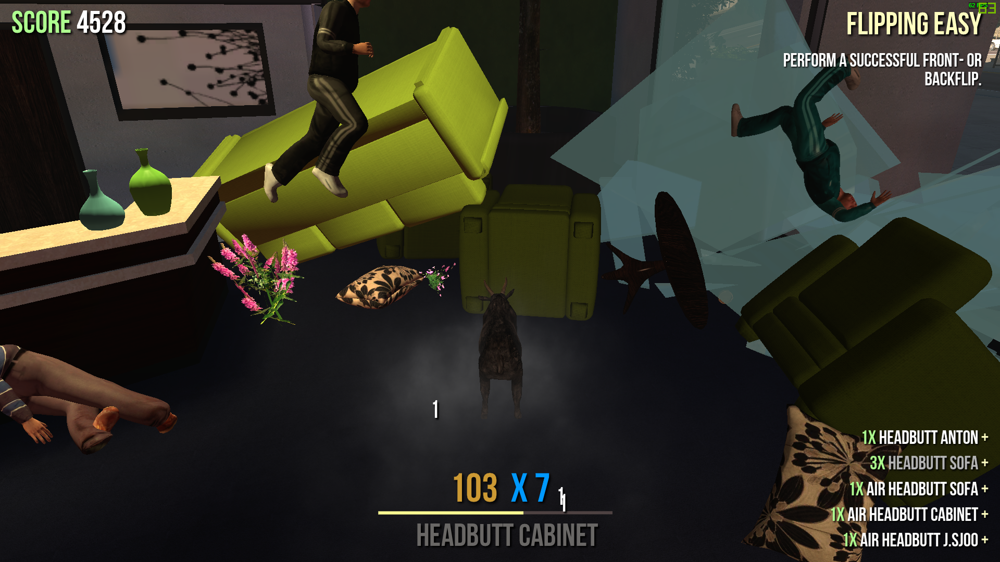 SCORE 4528
62 FPS
63
FLIPPING EASY
PERFORM A SUCCESSFUL FRONT- OR
BACKFLIP.
1
103 X 7
1
1
HEADBUTT CABINET
1X HEADBUTT ANTON +
3X HEADBUTT SOFA +
1X AIR HEADBUTT SOFA +
1X AIR HEADBUTT CABINET +
1X AIR HEADBUTT J.SJOO +